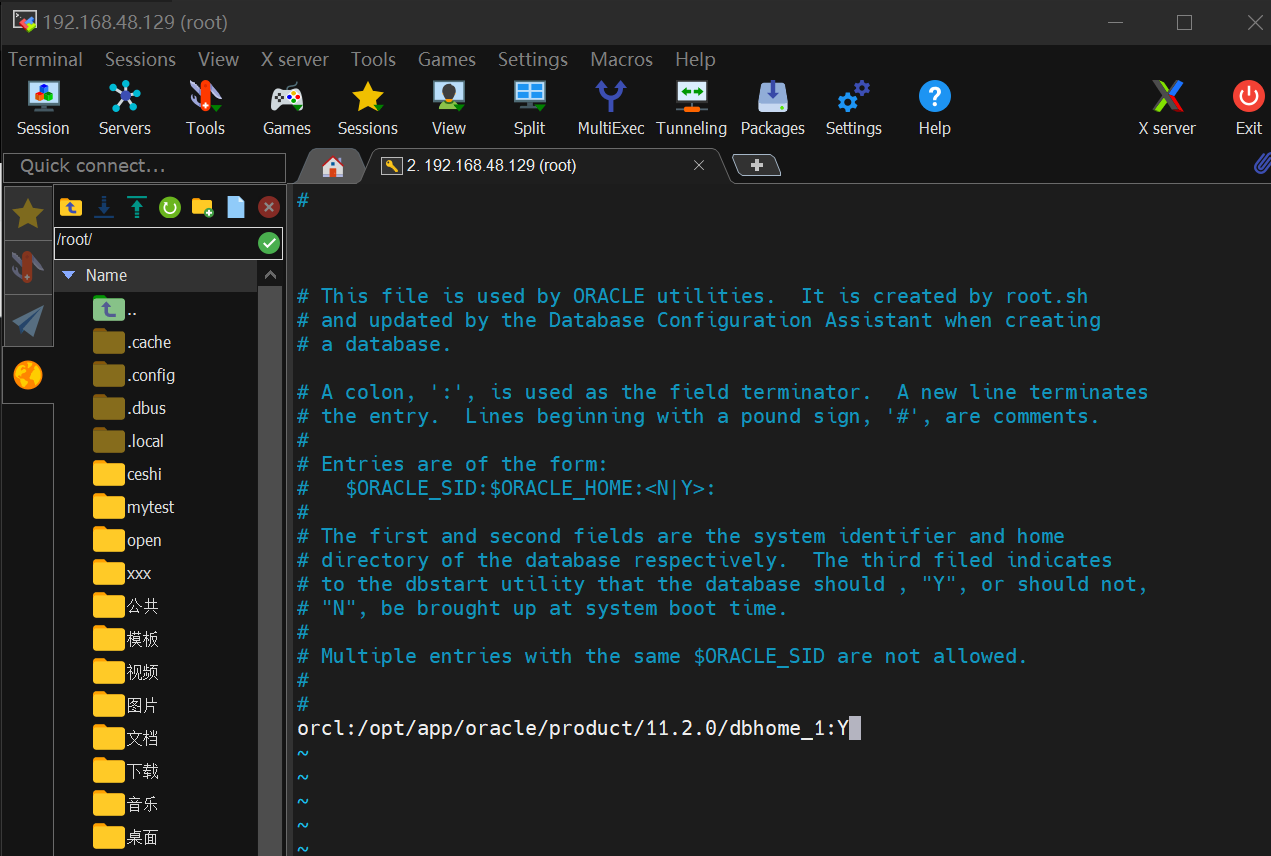 192.168.48.129 (root)
Terminal Sessions View X server Tools Games Settings Macros Help
Session Servers Tools Games Sessions View Split MultiExec Tunneling Packages Settings Help X server Exit
Quick connect...
2. 192.168.48.129 (root)
/root/
Name
..
.cache
.config
.dbus
.local
ceshi
mytest
open
xxx
公共
模板
视频
图片
文档
下载
音乐
桌面
#
# This file is used by ORACLE utilities.  It is created by root.sh
# and updated by the Database Configuration Assistant when creating
# a database.
# A colon, ':', is used as the field terminator.  A new line terminates
# the entry.  Lines beginning with a pound sign, '#', are comments.
#
# Entries are of the form:
#   $ORACLE_SID:$ORACLE_HOME:<N|Y>:
#
# The first and second fields are the system identifier and home
# directory of the database respectively.  The third filed indicates
# to the dbstart utility that the database should , "Y", or should not,
# "N", be brought up at system boot time.
#
# Multiple entries with the same $ORACLE_SID are not allowed.
#
#
orcl:/opt/app/oracle/product/11.2.0/dbhome_1:Y
~
~
~
~
~